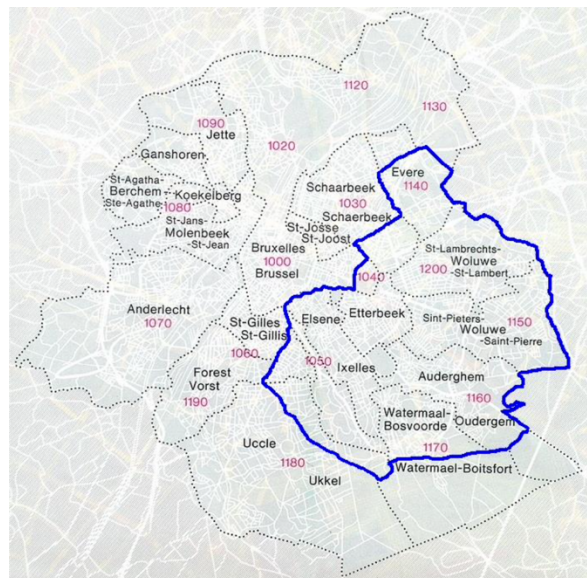 1120
1130
1090
Jette
1020
Ganshoren
Evere
1140
St-Agatha-
Berchem
Ste-Agathe
Koekelberg
1080
St-Jans-
Molenbeek
-St-Jean
Schaarbeek
1030
Schaerbeek
St-Josse
St-Joost
Bruxelles
1000
Brussel
St-Lambrechts-
Woluwe
1200
-St-Lambert
1040
Anderlecht
1070
St-Gilles
St-Gillis
1060
Elsene
Etterbeek
Sint-Pieters-
Woluwe
1150
-Saint-Pierre
1050
Ixelles
Forest
Vorst
1190
Auderghem
1160
Oudergem
Watermaal-
Bosvoorde
1170
Watermael-Boitsfort
Uccle
1180
Ukkel